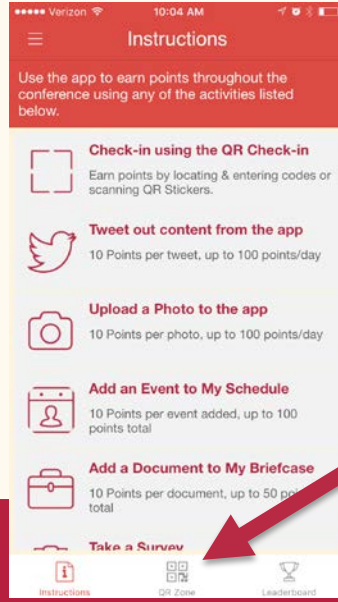 Verizon
10:04 AM
Instructions
Use the app to earn points throughout the
conference using any of the activities listed
below.
Check-in using the QR Check-in
Earn points by locating & entering codes or
scanning QR Stickers.
Tweet out content from the app
10 Points per tweet, up to 100 points/day
Upload a Photo to the app
10 Points per photo, up to 100 points/day
Add an Event to My Schedule
10 Points per event added, up to 100
points total
Add a Document to My Briefcase
10 Points per document, up to 50
total
Take a Survey
Instructions
QR Zone
Leaderboard